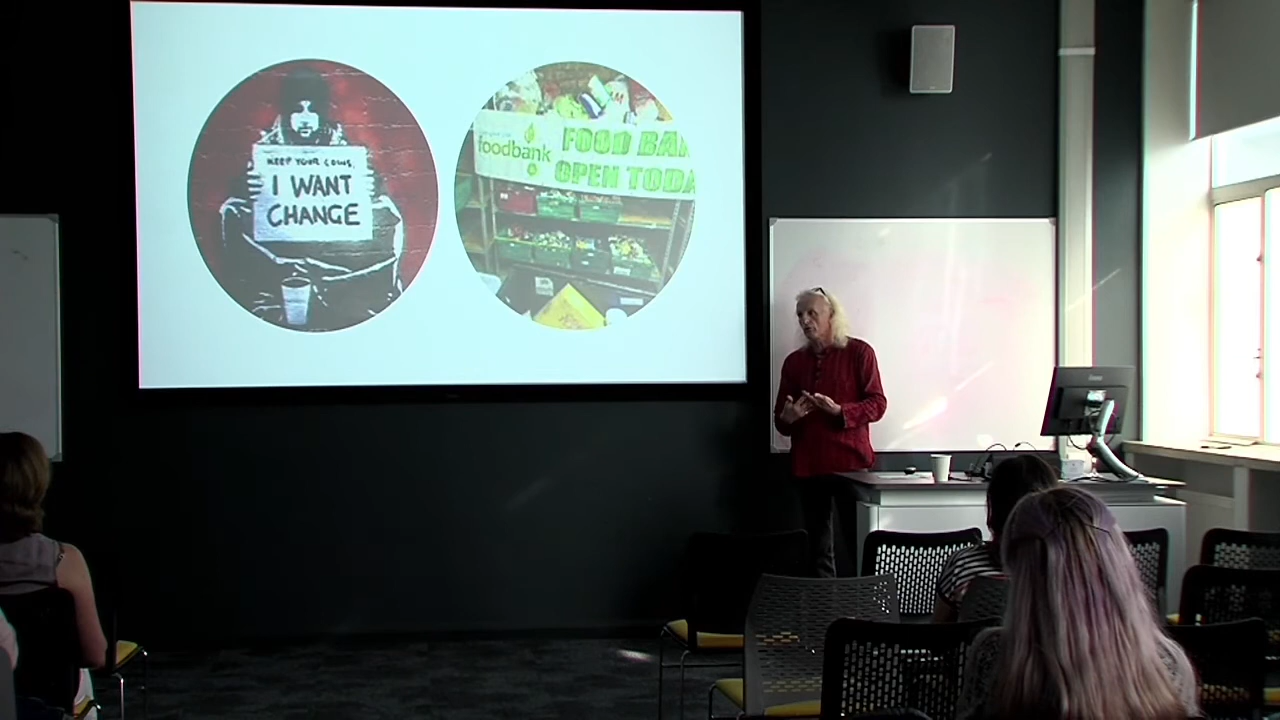 KEEP YOUR COINS,
I WANT
CHANGE
foodbank
FOOD BAN
OPEN TODA